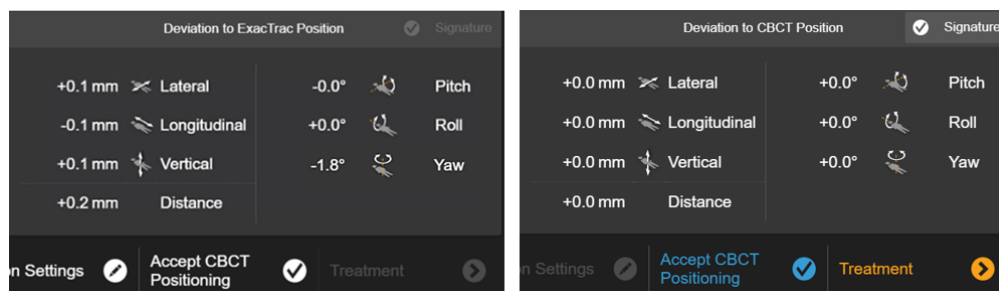 Deviation to ExacTrac Position Signature
+0.1 mm Lateral -0.0° Pitch
-0.1 mm Longitudinal +0.0° Roll
+0.1 mm Vertical -1.8° Yaw
+0.2 mm Distance
on Settings Accept CBCT Positioning Treatment
Deviation to CBCT Position Signature
+0.0 mm Lateral +0.0° Pitch
+0.0 mm Longitudinal +0.0° Roll
+0.0 mm Vertical +0.0° Yaw
+0.0 mm Distance
n Settings Accept CBCT Positioning Treatment